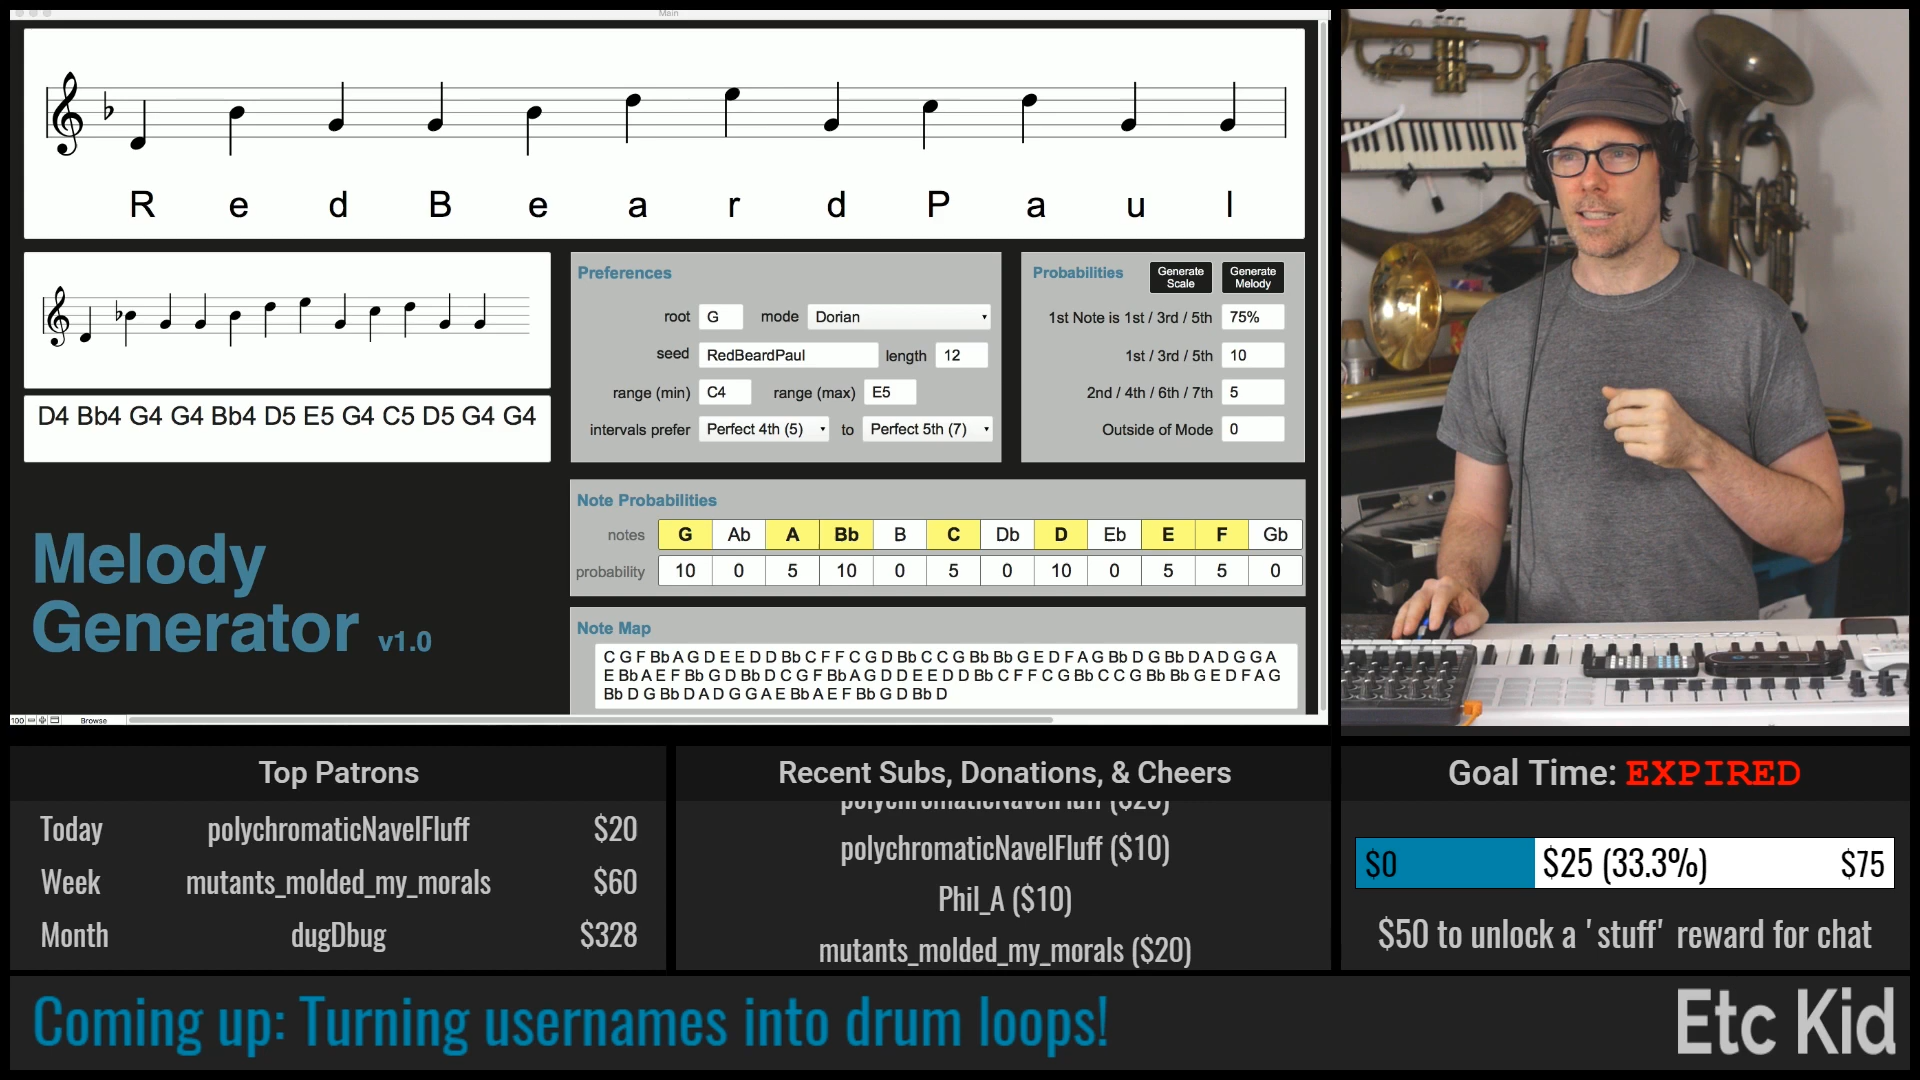 Main
R e d B e a r d P a u l
D4 Bb4 G4 G4 Bb4 D5 E5 G4 C5 D5 G4 G4
Melody
Generator v1.0
Preferences
root G mode Dorian
seed RedBeardPaul length 12
range (min) C4 range (max) E5
intervals prefer Perfect 4th (5) to Perfect 5th (7)
Probabilities Generate Scale Generate Melody
1st Note is 1st / 3rd / 5th 75%
1st / 3rd / 5th 10
2nd / 4th / 6th / 7th 5
Outside of Mode 0
Note Probabilities
notes G Ab A Bb B C Db D Eb E F Gb
probability 10 0 5 10 0 5 0 10 0 5 5 0
Note Map
C G F Bb A G D E E D D Bb C F F C G D Bb C C G Bb Bb G E D F A G Bb D G Bb D A D G G A
E Bb A E F Bb G D Bb D C G F Bb A G D D E E D D Bb C F F C G Bb C C G Bb Bb G E D F A G
Bb D G Bb D A D G G A E Bb A E F Bb G D Bb D
100 Browse
Top Patrons
Today polychromaticNavelFluff $20
Week mutants_molded_my_morals $60
Month dugDbug $328
Recent Subs, Donations, & Cheers
polychromaticNavelFluff ($20)
polychromaticNavelFluff ($10)
Phil_A ($10)
mutants_molded_my_morals ($20)
Goal Time: EXPIRED
$0 $25 (33.3%) $75
$50 to unlock a 'stuff' reward for chat
Coming up: Turning usernames into drum loops!
Etc Kid